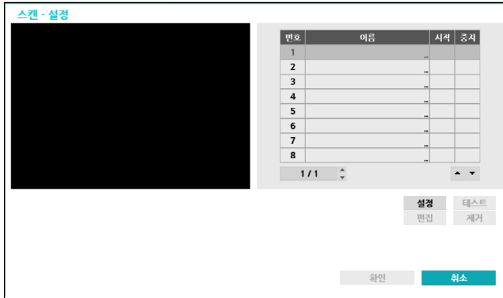 스캔 - 설정
번호 이름 시작 중지
1
2
3
4
5
6
7
8
1 / 1
설정 테스트
편집 제거
확인 취소